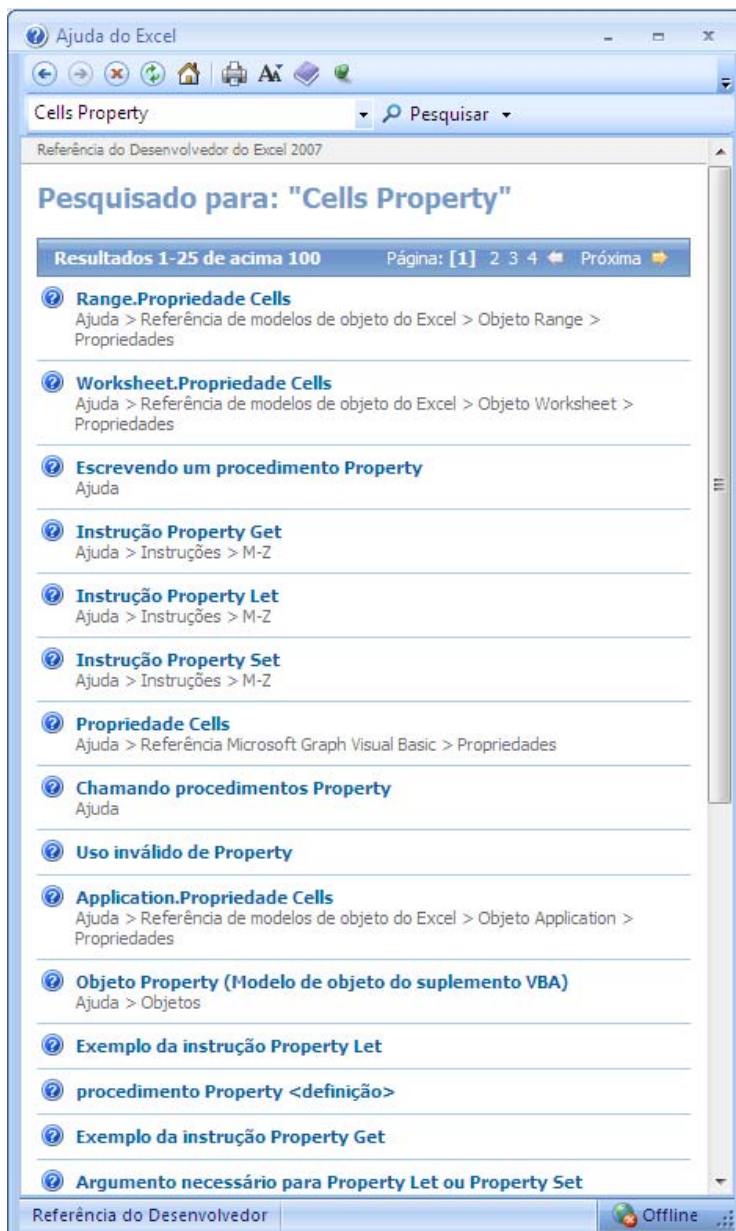 Ajuda do Excel
Cells Property
Pesquisar
Referência do Desenvolvedor do Excel 2007
Pesquisado para: "Cells Property"
Resultados 1-25 de acima 100 Página: [1] 2 3 4 Próxima
Range.Propriedade Cells
Ajuda > Referência de modelos de objeto do Excel > Objeto Range >
Propriedades
Worksheet.Propriedade Cells
Ajuda > Referência de modelos de objeto do Excel > Objeto Worksheet >
Propriedades
Escrevendo um procedimento Property
Ajuda
Instrução Property Get
Ajuda > Instruções > M-Z
Instrução Property Let
Ajuda > Instruções > M-Z
Instrução Property Set
Ajuda > Instruções > M-Z
Propriedade Cells
Ajuda > Referência Microsoft Graph Visual Basic > Propriedades
Chamando procedimentos Property
Ajuda
Uso inválido de Property
Application.Propriedade Cells
Ajuda > Referência de modelos de objeto do Excel > Objeto Application >
Propriedades
Objeto Property (Modelo de objeto do suplemento VBA)
Ajuda > Objetos
Exemplo da instrução Property Let
procedimento Property <definição>
Exemplo da instrução Property Get
Argumento necessário para Property Let ou Property Set
Referência do Desenvolvedor Offline